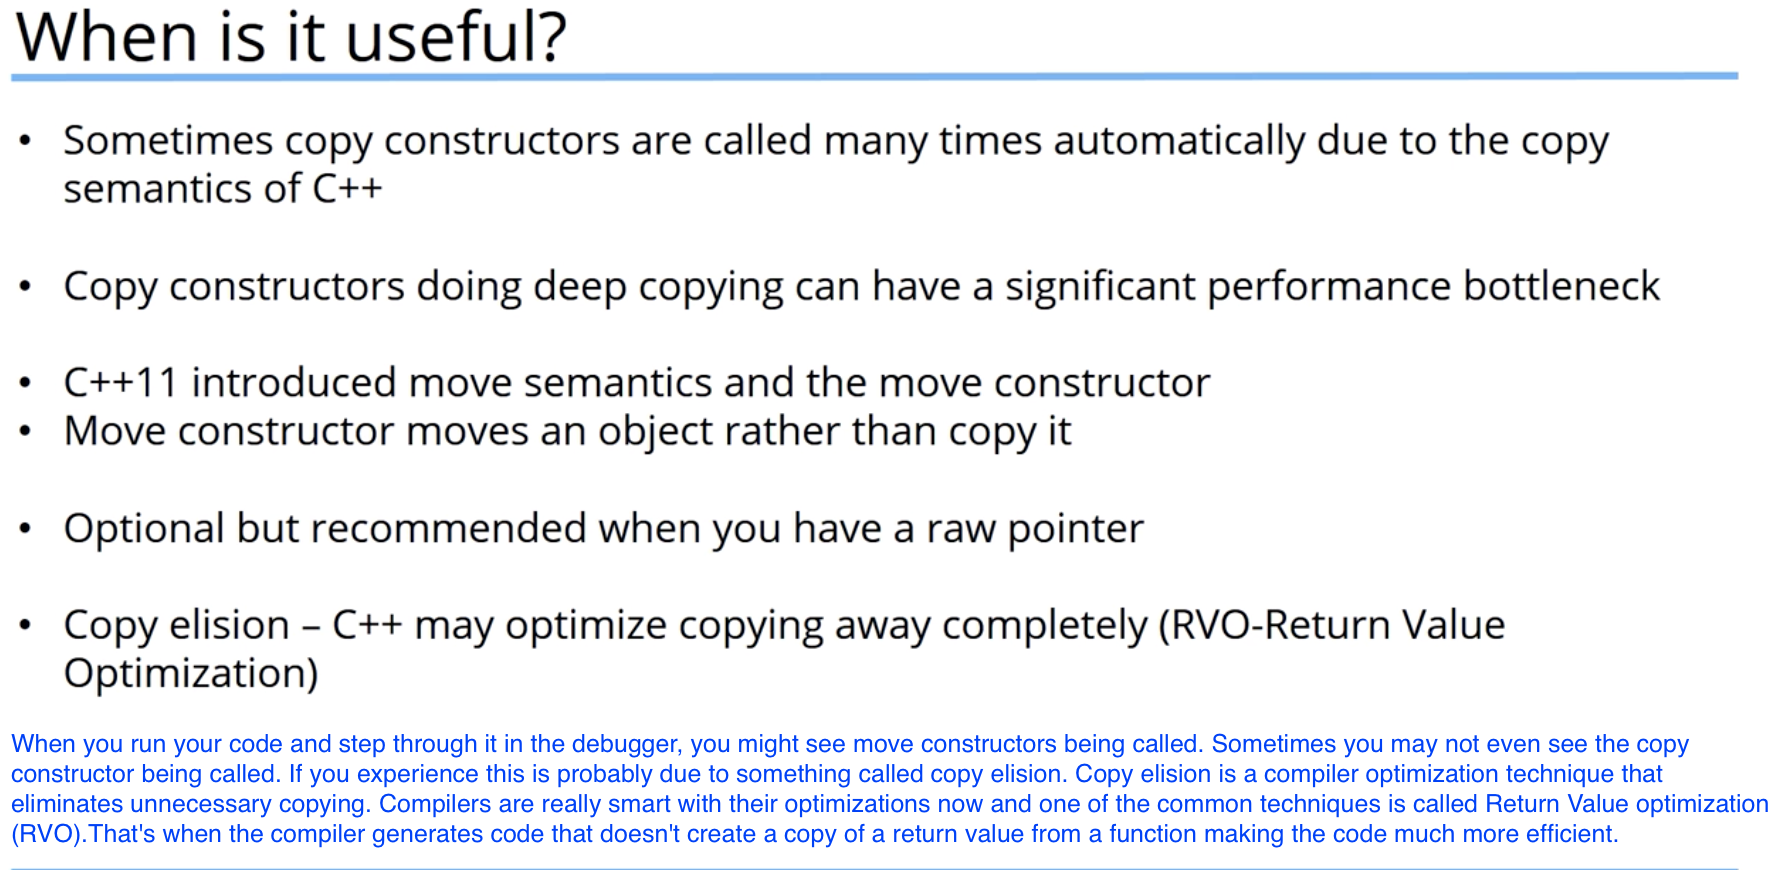 When is it useful?
• Sometimes copy constructors are called many times automatically due to the copy
semantics of C++
• Copy constructors doing deep copying can have a significant performance bottleneck
• C++11 introduced move semantics and the move constructor
• Move constructor moves an object rather than copy it
• Optional but recommended when you have a raw pointer
• Copy elision – C++ may optimize copying away completely (RVO-Return Value
Optimization)
When you run your code and step through it in the debugger, you might see move constructors being called. Sometimes you may not even see the copy
constructor being called. If you experience this is probably due to something called copy elision. Copy elision is a compiler optimization technique that
eliminates unnecessary copying. Compilers are really smart with their optimizations now and one of the common techniques is called Return Value optimization
(RVO).That's when the compiler generates code that doesn't create a copy of a return value from a function making the code much more efficient.